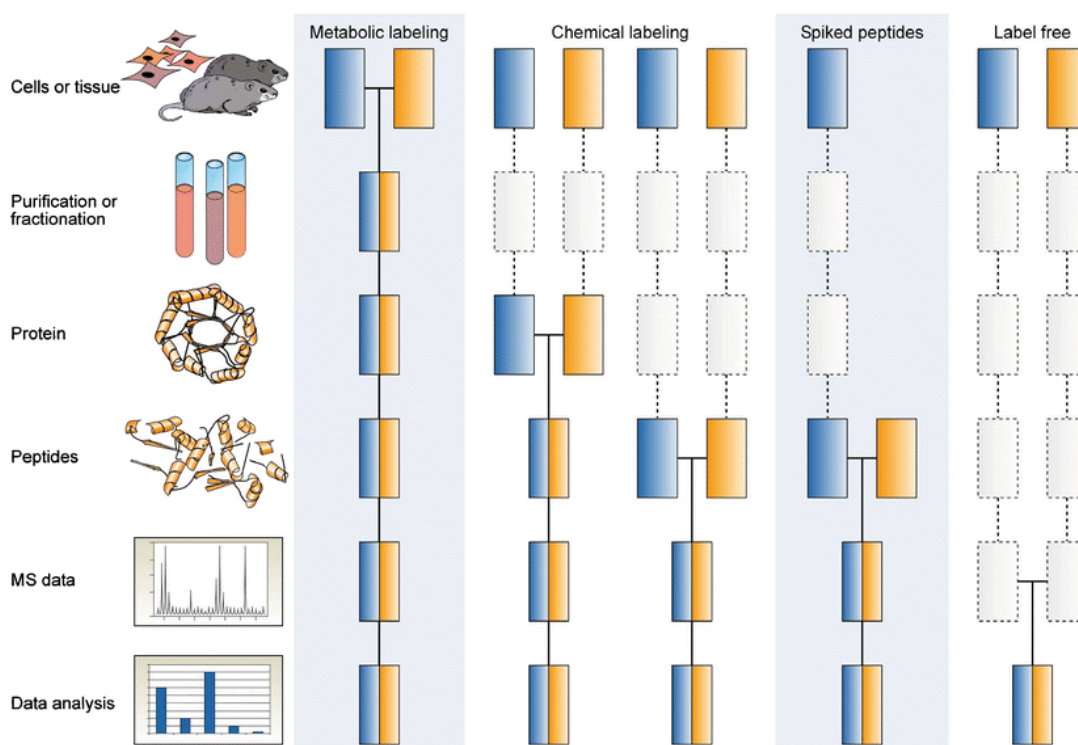 Metabolic labeling
Chemical labeling
Spiked peptides
Label free
Cells or tissue
Purification or
fractionation
Protein
Peptides
MS data
Data analysis